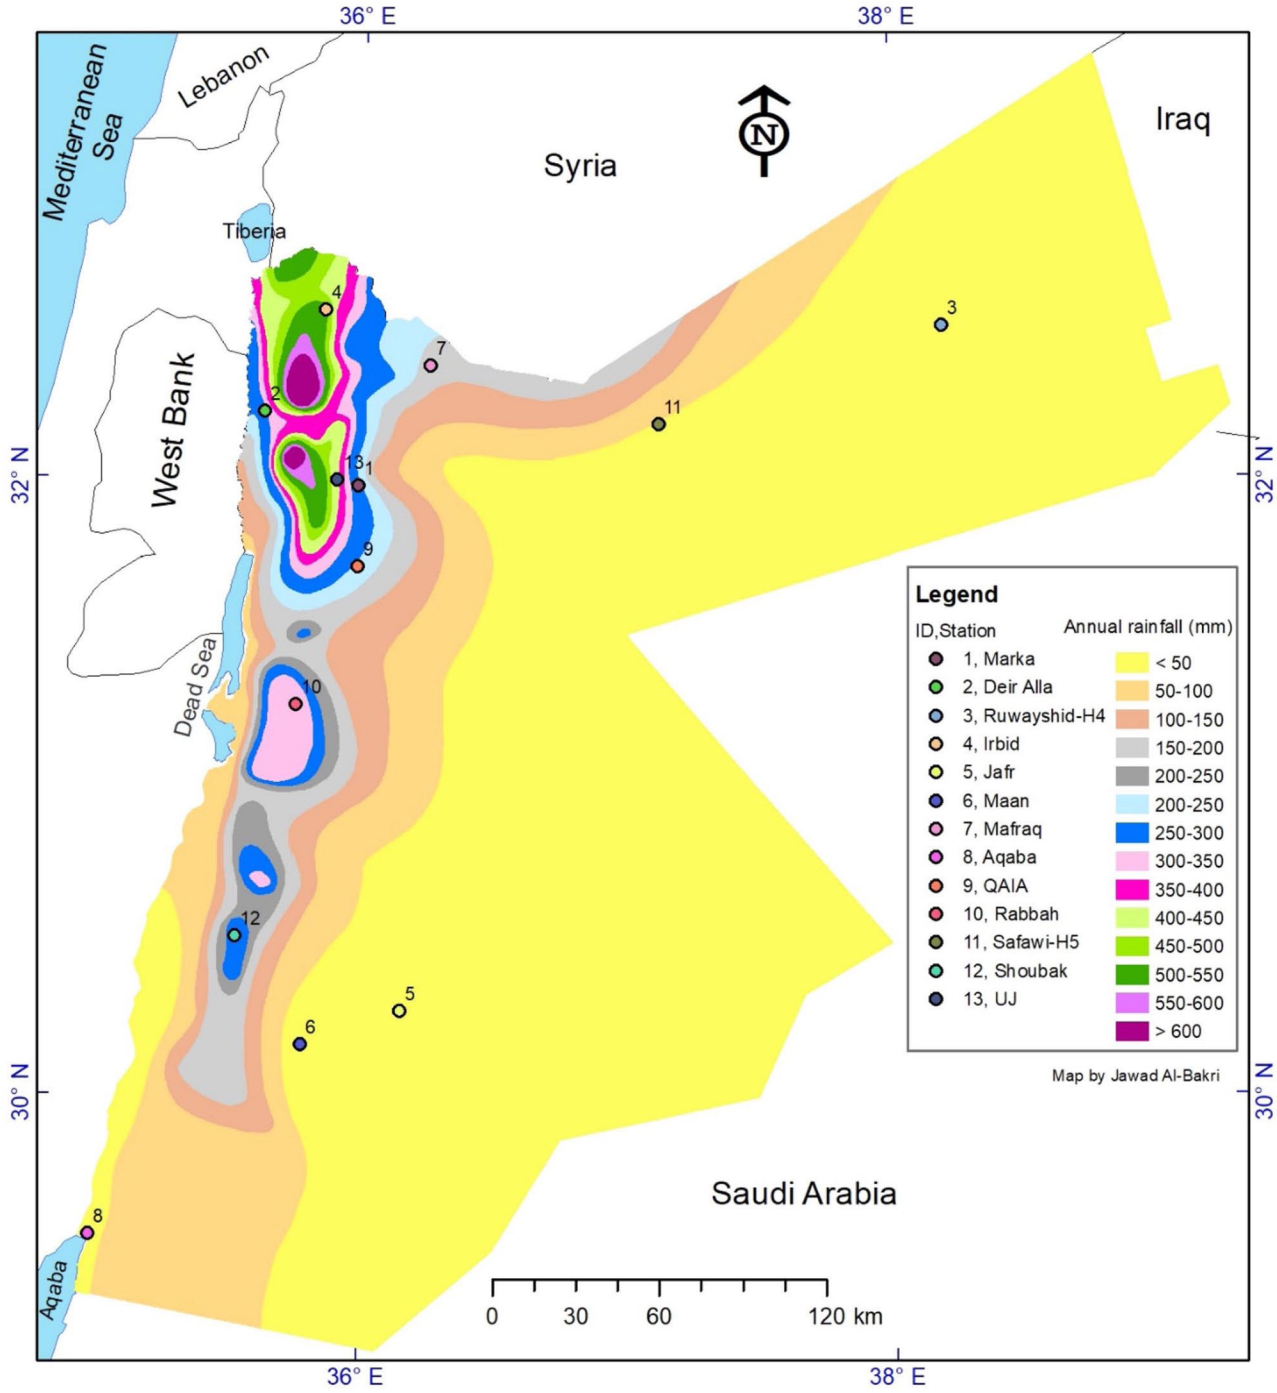 36° E
38° E
Mediterranean
Sea
Lebanon
Iraq
Syria
N
Tiberia
4
3
7
West Bank
2
11
32° N
32° N
13
1
9
Legend
ID,Station
Annual rainfall (mm)
1, Marka
2, Deir Alla
3, Ruwayshid-H4
4, Irbid
5, Jafr
6, Maan
7, Mafraq
8, Aqaba
9, QAIA
10, Rabbah
11, Safawi-H5
12, Shoubak
13, UJ
< 50
50-100
100-150
150-200
200-250
200-250
250-300
300-350
350-400
400-450
450-500
500-550
550-600
> 600
Dead Sea
10
12
5
6
Map by Jawad Al-Bakri
30° N
30° N
Saudi Arabia
8
Aqaba
0 30 60 120 km
36° E
38° E